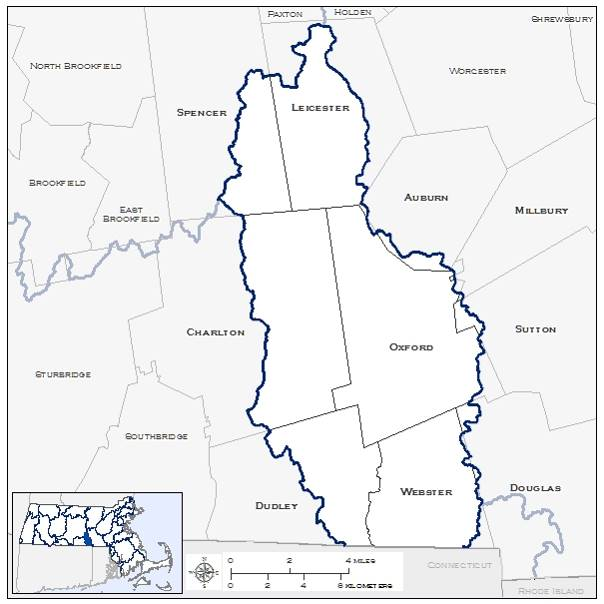 PAXTON
HOLDEN
SHREWSBURY
NORTH BROOKFIELD
WORCESTER
SPENCER
LEICESTER
BROOKFIELD
EAST
BROOKFIELD
AUBURN
MILLBURY
CHARLTON
OXFORD
SUTTON
STURBRIDGE
SOUTHBRIDGE
DUDLEY
WEBSTER
DOUGLAS
N
0 2 4 MILES
0 2 4 6 KILOMETERS
CONNECTICUT
RHODE ISLAND